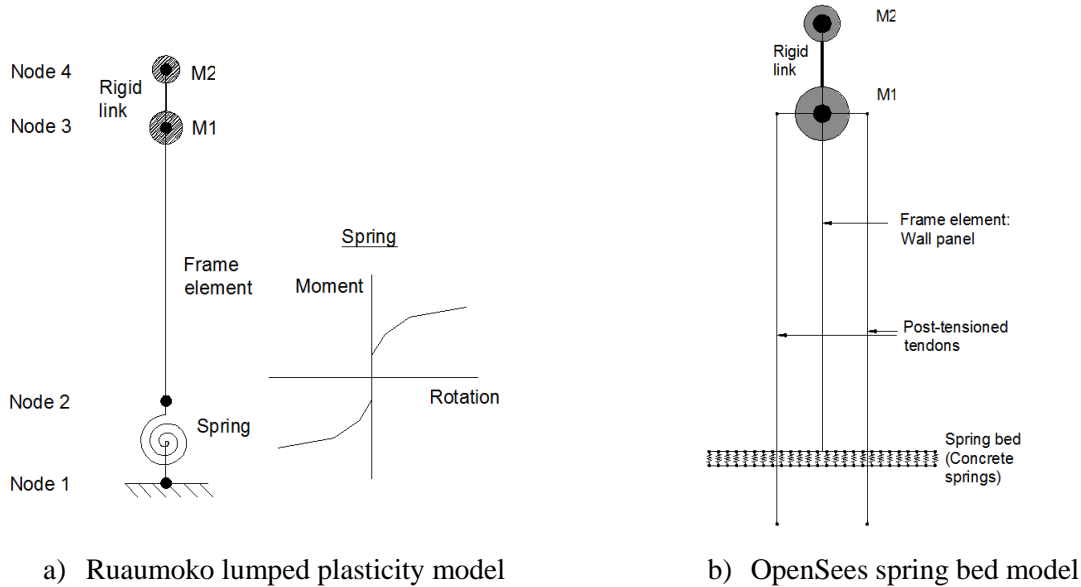 Node 4
Rigid
link
M2
Node 3
M1
Frame
element
Spring
Moment
Rotation
Node 2
Spring
Node 1
a) Ruaumoko lumped plasticity model
M2
Rigid
link
M1
Frame element:
Wall panel
Post-tensioned
tendons
Spring bed
(Concrete
springs)
b) OpenSees spring bed model